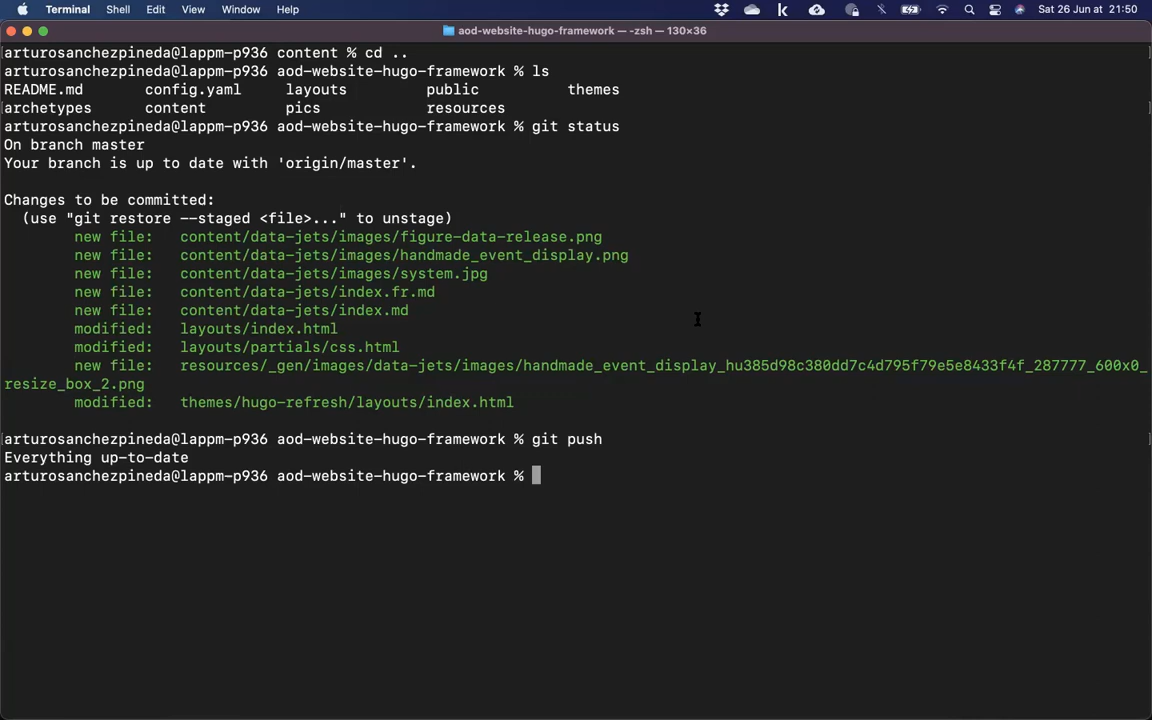 Terminal Shell Edit View Window Help Sat 26 Jun at 21:50
aod-website-hugo-framework — -zsh — 130×36
arturosanchezpineda@lappm-p936 content % cd ..
arturosanchezpineda@lappm-p936 aod-website-hugo-framework % ls
README.md config.yaml layouts public themes
archetypes content pics resources
arturosanchezpineda@lappm-p936 aod-website-hugo-framework % git status
On branch master
Your branch is up to date with 'origin/master'.
Changes to be committed:
(use "git restore --staged <file>..." to unstage)
new file: content/data-jets/images/figure-data-release.png
new file: content/data-jets/images/handmade_event_display.png
new file: content/data-jets/images/system.jpg
new file: content/data-jets/index.fr.md
new file: content/data-jets/index.md
modified: layouts/index.html
modified: layouts/partials/css.html
new file: resources/_gen/images/data-jets/images/handmade_event_display_hu385d98c380dd7c4d795f79e5e8433f4f_287777_600x0_
resize_box_2.png
modified: themes/hugo-refresh/layouts/index.html
arturosanchezpineda@lappm-p936 aod-website-hugo-framework % git push
Everything up-to-date
arturosanchezpineda@lappm-p936 aod-website-hugo-framework %